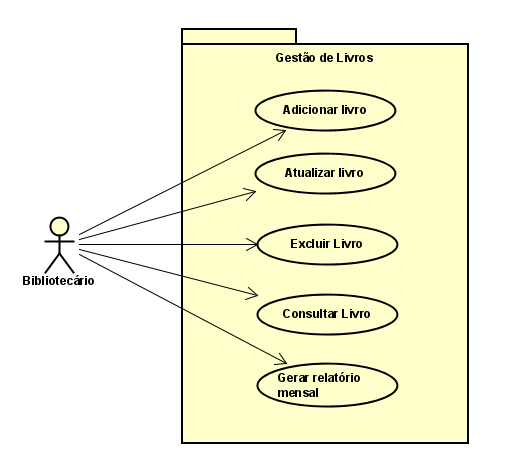 Gestão de Livros
Adicionar livro
Atualizar livro
Excluir Livro
Bibliotecário
Consultar Livro
Gerar relatório
mensal